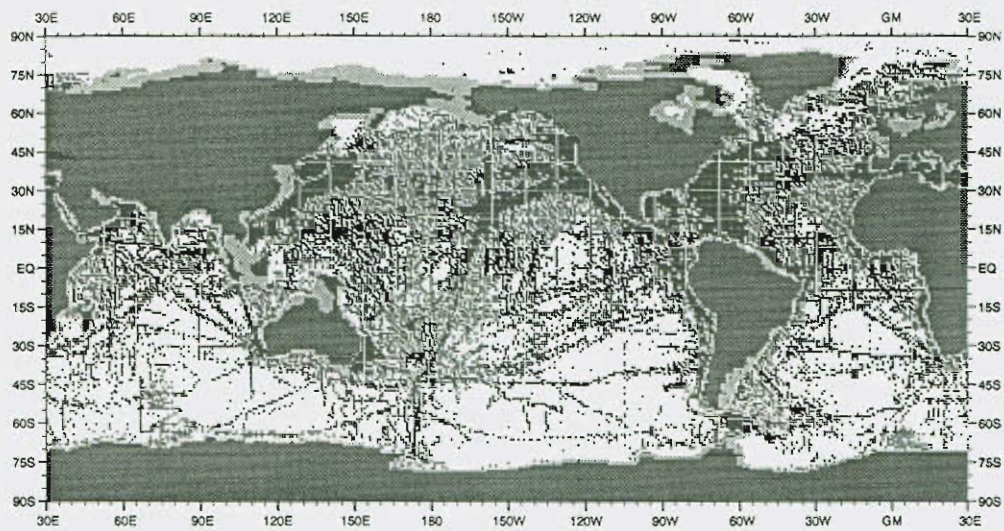 30E 60E 90E 120E 150E 180 150W 120W 90W 60W 30W GM 30E
90N 90N
75N 75N
60N 60N
45N 45N
30N 30N
15N 15N
EQ EQ
15S 15S
30S 30S
45S 45S
60S 60S
75S 75S
90S 90S
30E 60E 90E 120E 150E 180 150W 120W 90W 60W 30W GM 30E